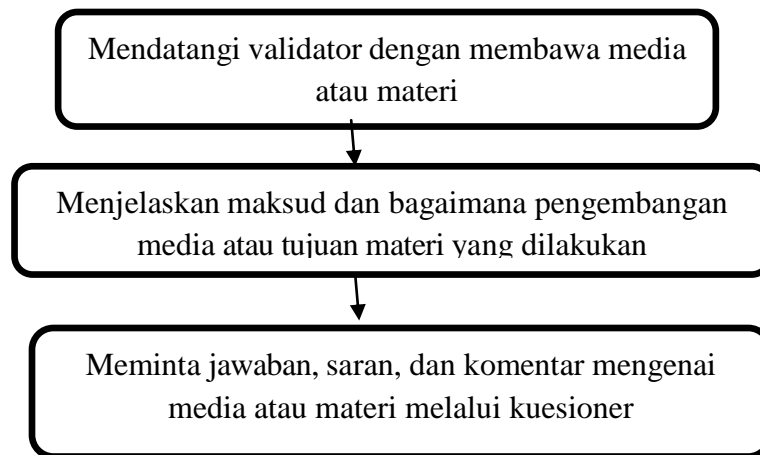 Mendatangi validator dengan membawa media
atau materi
Menjelaskan maksud dan bagaimana pengembangan
media atau tujuan materi yang dilakukan
Meminta jawaban, saran, dan komentar mengenai
media atau materi melalui kuesioner